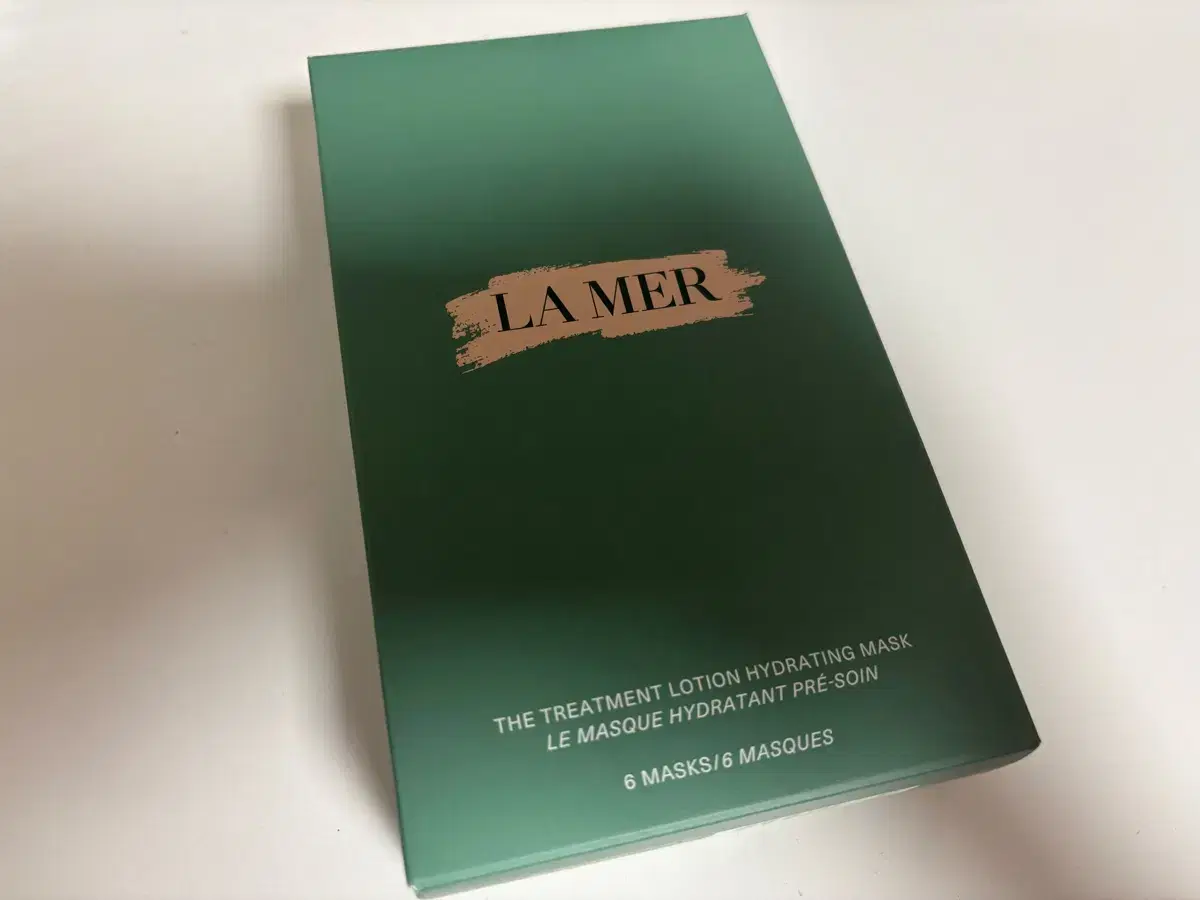 LA MER
THE TREATMENT LOTION HYDRATING MASK
LE MASQUE HYDRATANT PRÉ-SOIN
6 MASKS/6 MASQUES